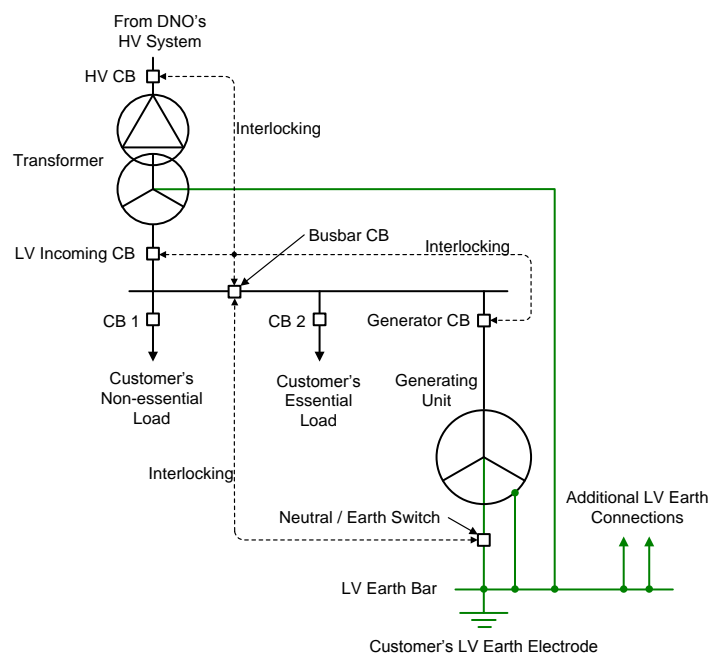 From DNO's
HV System
HV CB
Interlocking
Transformer
Busbar CB
LV Incoming CB
Interlocking
CB 1
CB 2
Generator CB
Customer's
Non-essential
Load
Customer's
Essential
Load
Generating
Unit
Interlocking
Neutral / Earth Switch
Additional LV Earth
Connections
LV Earth Bar
Customer's LV Earth Electrode